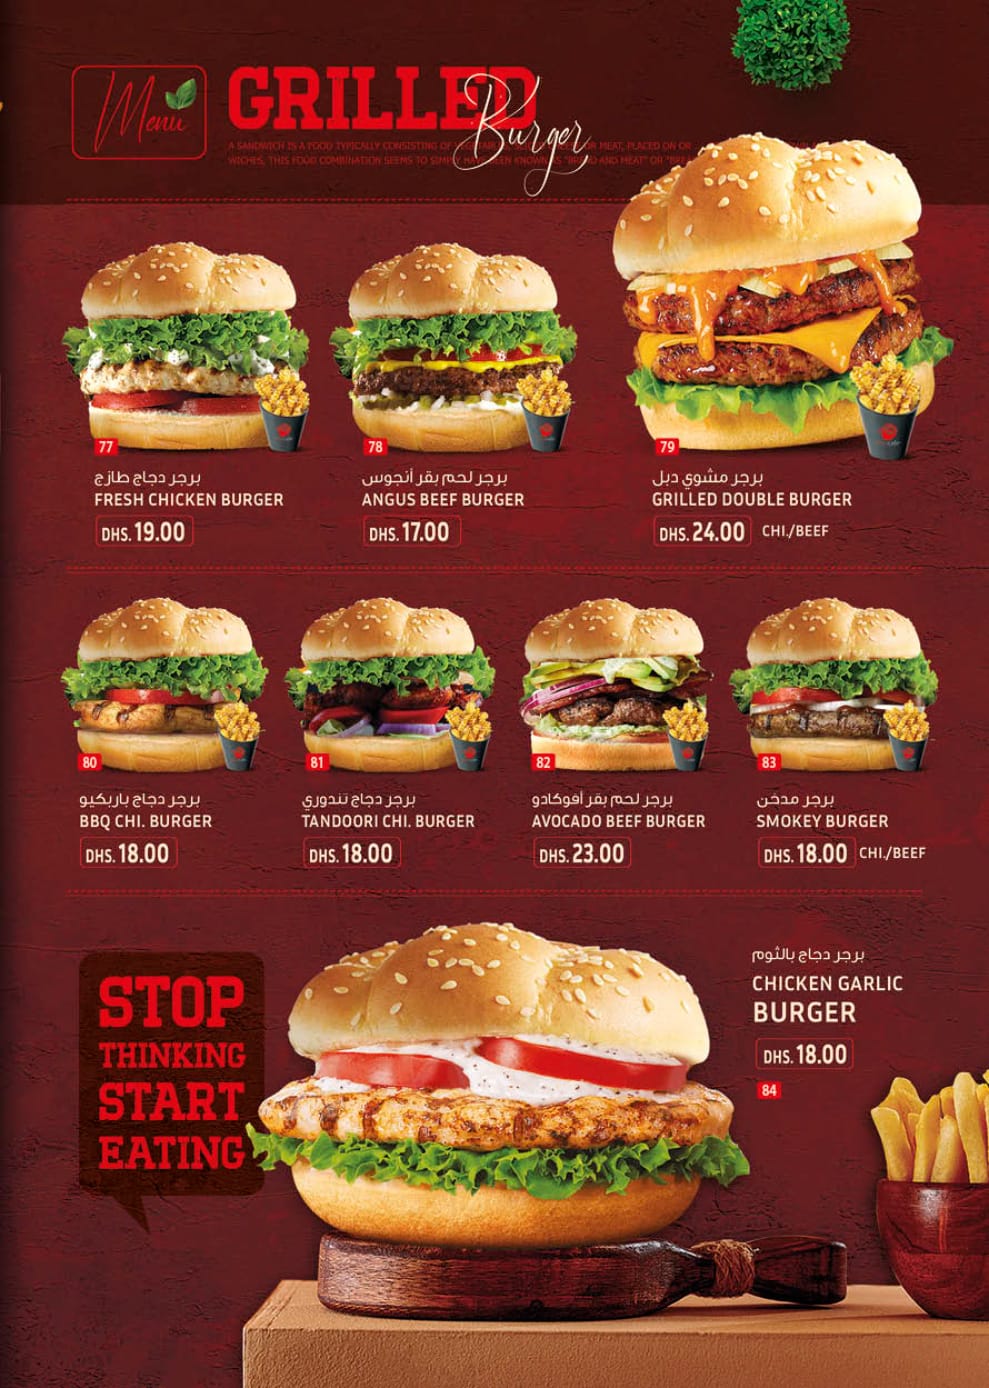 Menu
GRILLED
Burger
A SANDWICH IS A FOOD TYPICALLY CONSISTING OF VEGETABLES, OR MEAT, PLACED ON OR
WICHES, THIS FOOD COMBINATION SEEMS TO SIMPLY HAVE BEEN KNOWN AS "BREAD AND MEAT" OR
77
برجر دجاج طازج
FRESH CHICKEN BURGER
DHS. 19.00
78
برجر لحم بقر أنجوس
ANGUS BEEF BURGER
DHS. 17.00
79
برجر مشوي دبل
GRILLED DOUBLE BURGER
DHS. 24.00 CHI./BEEF
80
برجر دجاج باربكيو
BBQ CHI. BURGER
DHS. 18.00
81
برجر دجاج تندوري
TANDOORI CHI. BURGER
DHS. 18.00
82
برجر لحم بقر أفوكادو
AVOCADO BEEF BURGER
DHS. 23.00
83
برجر مدخن
SMOKEY BURGER
DHS. 18.00 CHI./BEEF
STOP
THINKING
START
EATING
برجر دجاج بالثوم
CHICKEN GARLIC
BURGER
DHS. 18.00
84